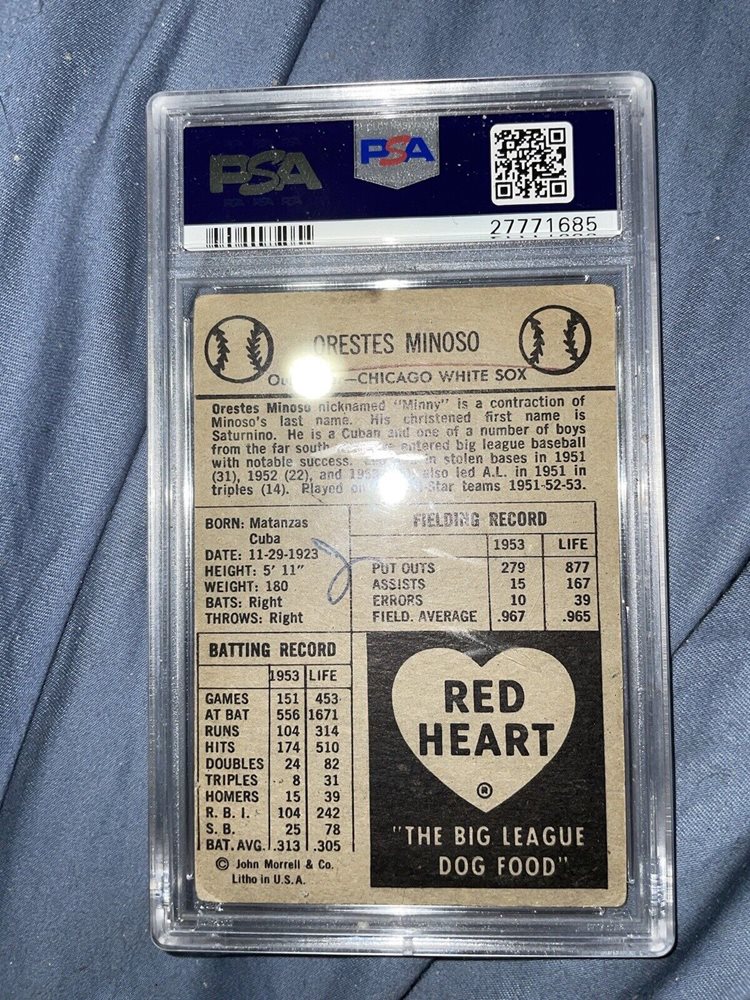 PSA
PSA
27771685
ORESTES MINOSO
—CHICAGO WHITE SOX
Orestes Minoso nicknamed "Minny" is a contraction of
Minoso's last name. His christened first name is
Saturnino. He is a Cuban and one of a number of boys
from the far south entered big league baseball
with notable success. in stolen bases in 1951
(31), 1952 (22), and also led A.L. in 1951 in
triples (14). Played on Star teams 1951-52-53.
BORN: Matanzas
Cuba
DATE: 11-29-1923
HEIGHT: 5' 11"
WEIGHT: 180
BATS: Right
THROWS: Right
FIELDING RECORD
1953 LIFE
PUT OUTS 279 877
ASSISTS 15 167
ERRORS 10 39
FIELD. AVERAGE .967 .965
BATTING RECORD
1953 LIFE
GAMES 151 453
AT BAT 556 1671
RUNS 104 314
HITS 174 510
DOUBLES 24 82
TRIPLES 8 31
HOMERS 15 39
R. B. I. 104 242
S. B. 25 78
BAT. AVG. .313 .305
© John Morrell & Co.
Litho in U.S.A.
RED
HEART
®
"THE BIG LEAGUE
DOG FOOD"